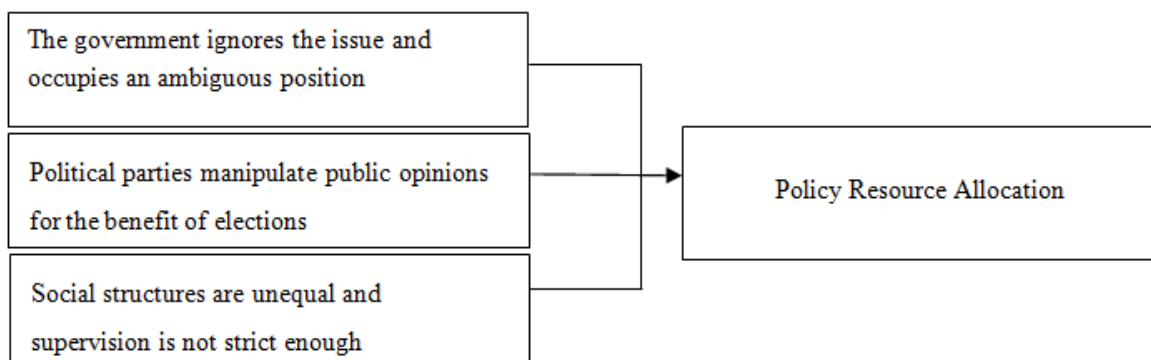 The government ignores the issue and
occupies an ambiguous position
Political parties manipulate public opinions
for the benefit of elections
Social structures are unequal and
supervision is not strict enough
Policy Resource Allocation